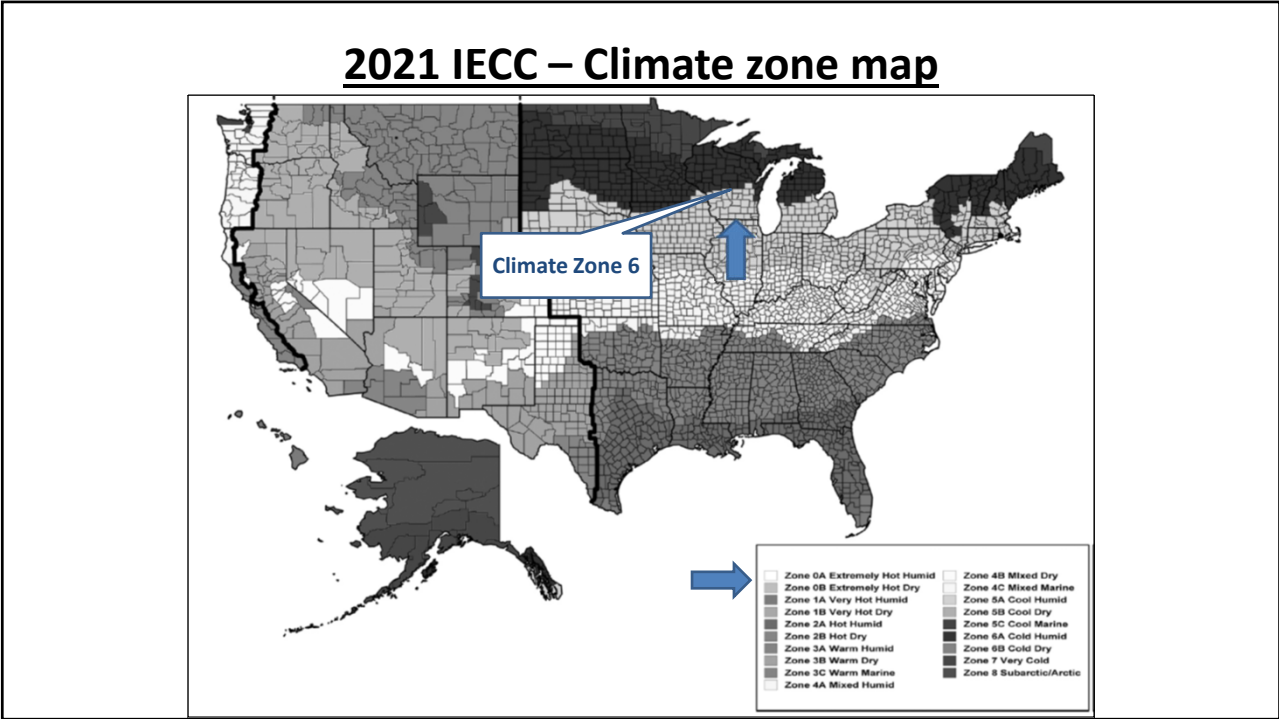 2021 IECC – Climate zone map
Climate Zone 6
Zone 0A Extremely Hot Humid
Zone 0B Extremely Hot Dry
Zone 1A Very Hot Humid
Zone 1B Very Hot Dry
Zone 2A Hot Humid
Zone 2B Hot Dry
Zone 3A Warm Humid
Zone 3B Warm Dry
Zone 3C Warm Marine
Zone 4A Mixed Humid
Zone 4B Mixed Dry
Zone 4C Mixed Marine
Zone 5A Cool Humid
Zone 5B Cool Dry
Zone 5C Cool Marine
Zone 6A Cold Humid
Zone 6B Cold Dry
Zone 7 Very Cold
Zone 8 Subarctic/Arctic